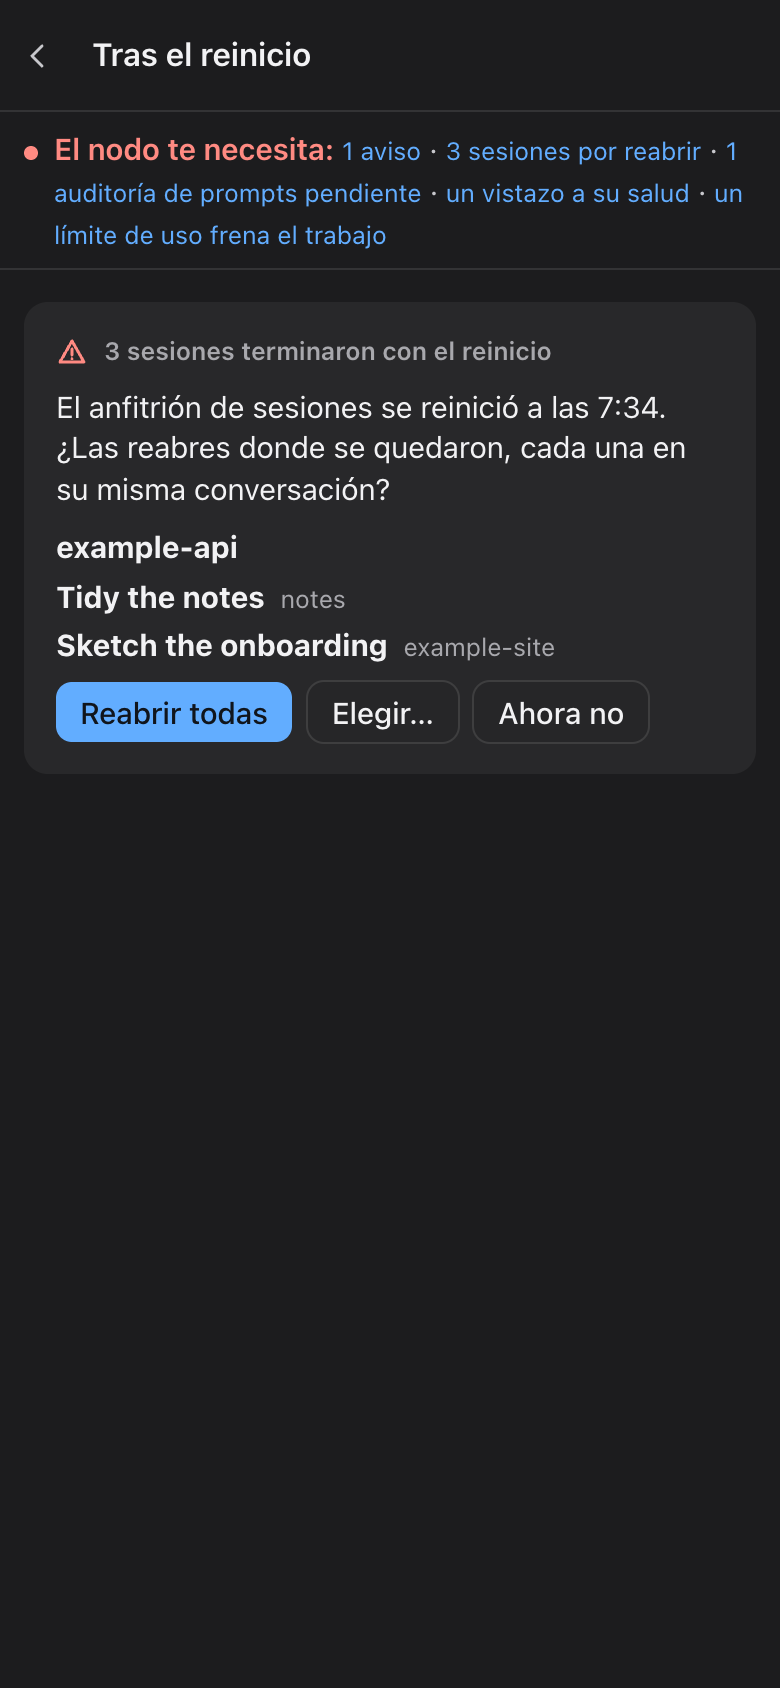 Tras el reinicio
El nodo te necesita: 1 aviso · 3 sesiones por reabrir · 1
auditoría de prompts pendiente · un vistazo a su salud · un
límite de uso frena el trabajo
3 sesiones terminaron con el reinicio
El anfitrión de sesiones se reinició a las 7:34.
¿Las reabres donde se quedaron, cada una en
su misma conversación?
example-api
Tidy the notes notes
Sketch the onboarding example-site
Reabrir todas Elegir... Ahora no